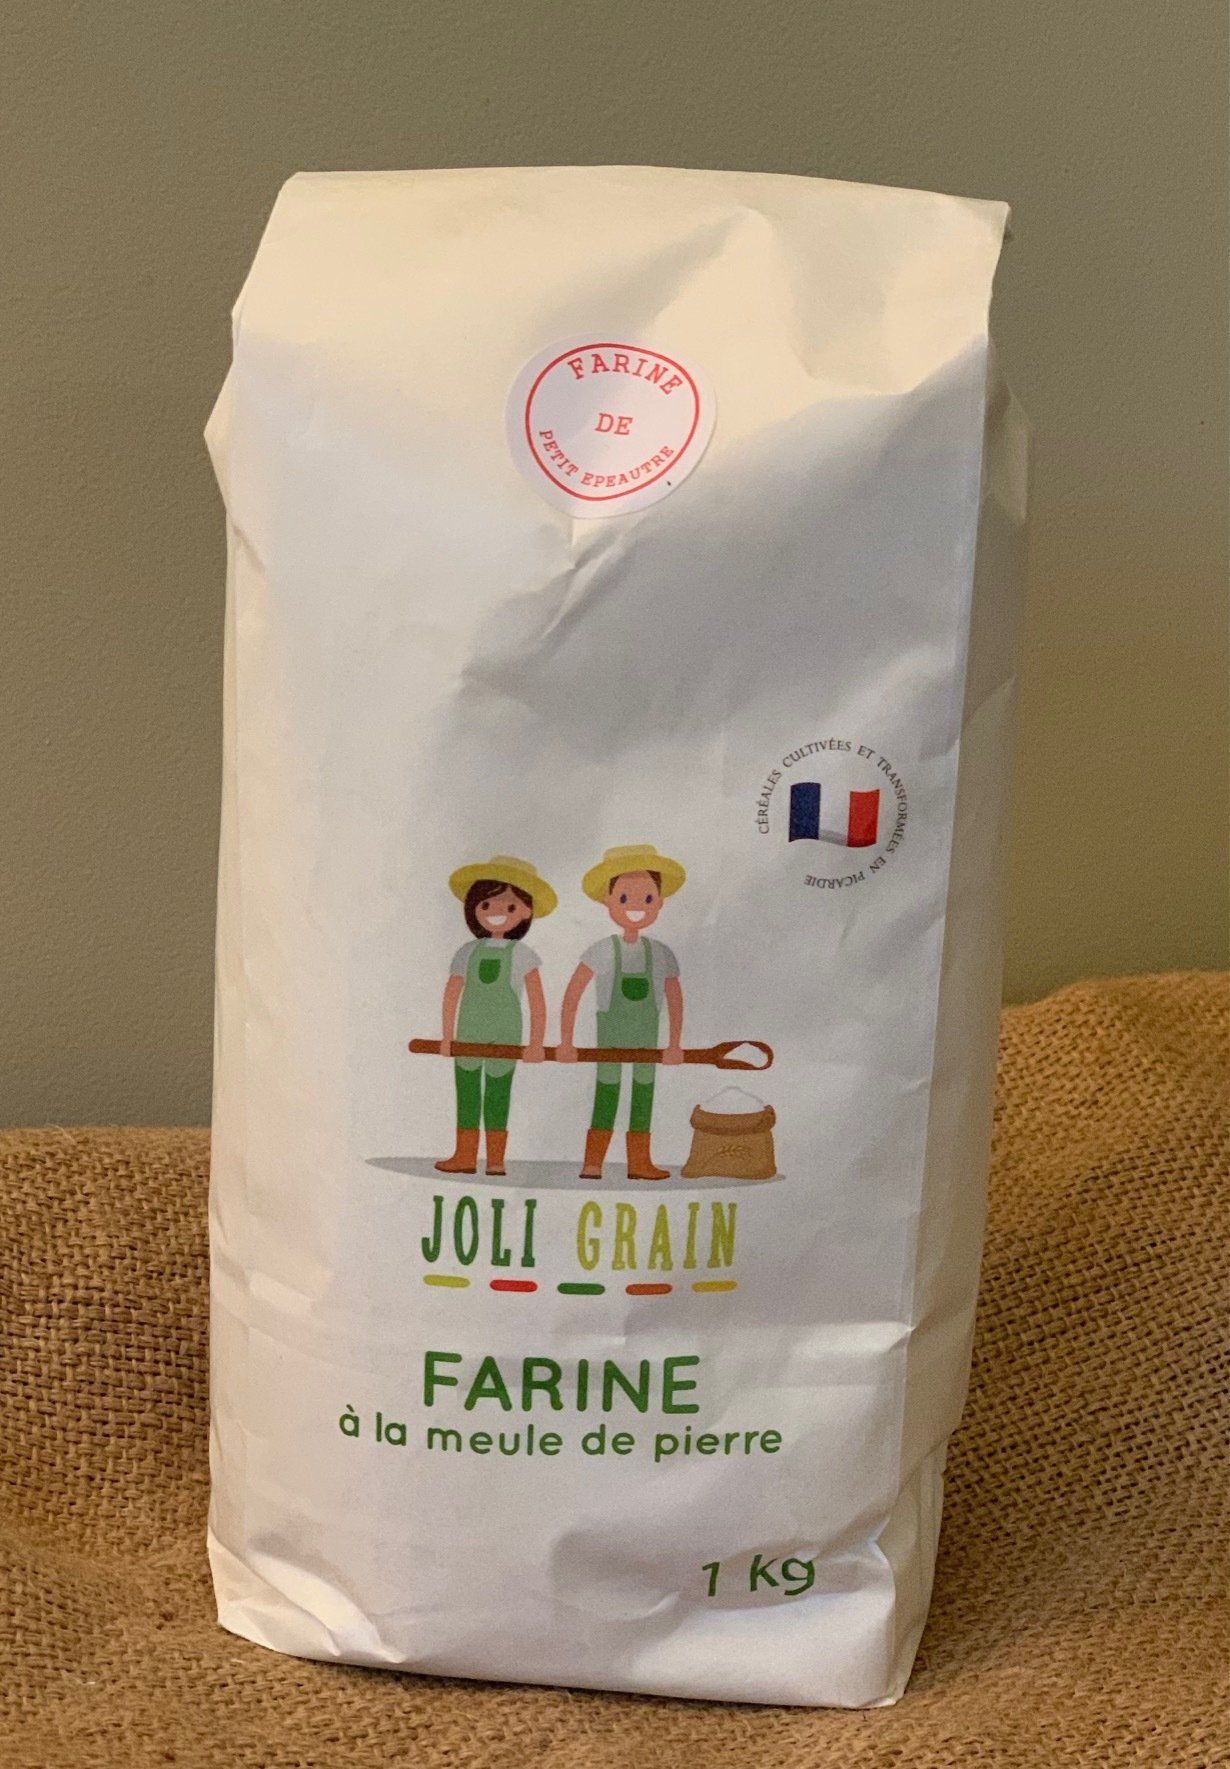 FARINE
DE
PETIT EPEAUTRE
CÉRÉALES CULTIVÉES ET TRANSFORMÉES EN PICARDIE
JOLI GRAIN
FARINE
à la meule de pierre
1 kg